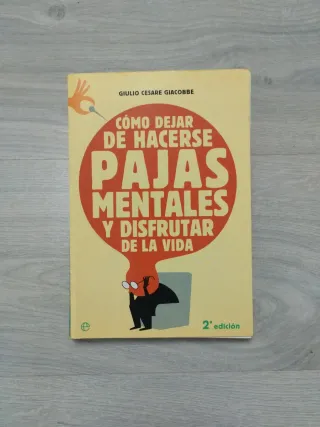 GIULIO CESARE GIACOBBE
CÓMO DEJAR
DE HACERSE
PAJAS
MENTALES
Y DISFRUTAR
DE LA VIDA
2ª edición